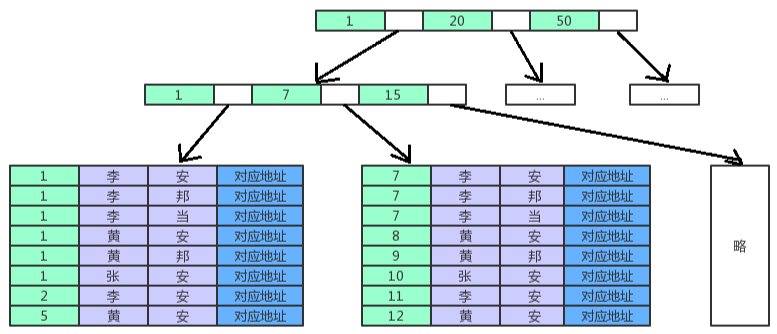 1 20 50
1 7 15 ... ...
1 李 安 对应地址
1 李 邦 对应地址
1 李 当 对应地址
1 黄 安 对应地址
1 黄 邦 对应地址
1 张 安 对应地址
2 李 安 对应地址
5 黄 安 对应地址
7 李 安 对应地址
7 李 邦 对应地址
7 李 当 对应地址
8 黄 安 对应地址
9 黄 邦 对应地址
10 张 安 对应地址
11 李 安 对应地址
12 黄 安 对应地址
略